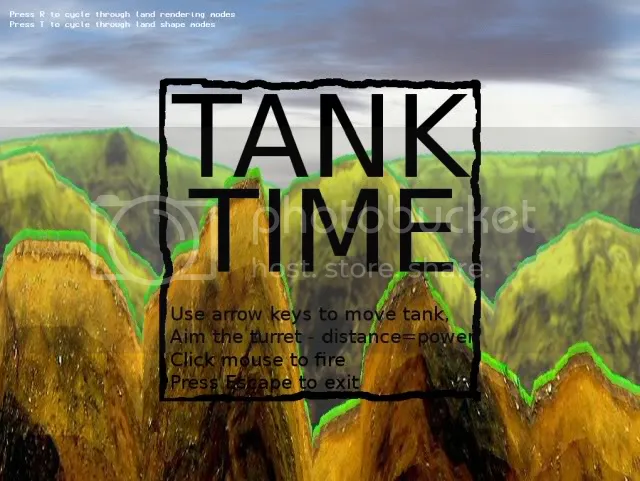 Press R to cycle through land rendering modes
Press T to cycle through land shape modes
TANK
TIME
photobucket
host. store. share.
Use arrow keys to move tank,
Aim the turret - distance=power
Click mouse to fire
Press Escape to exit